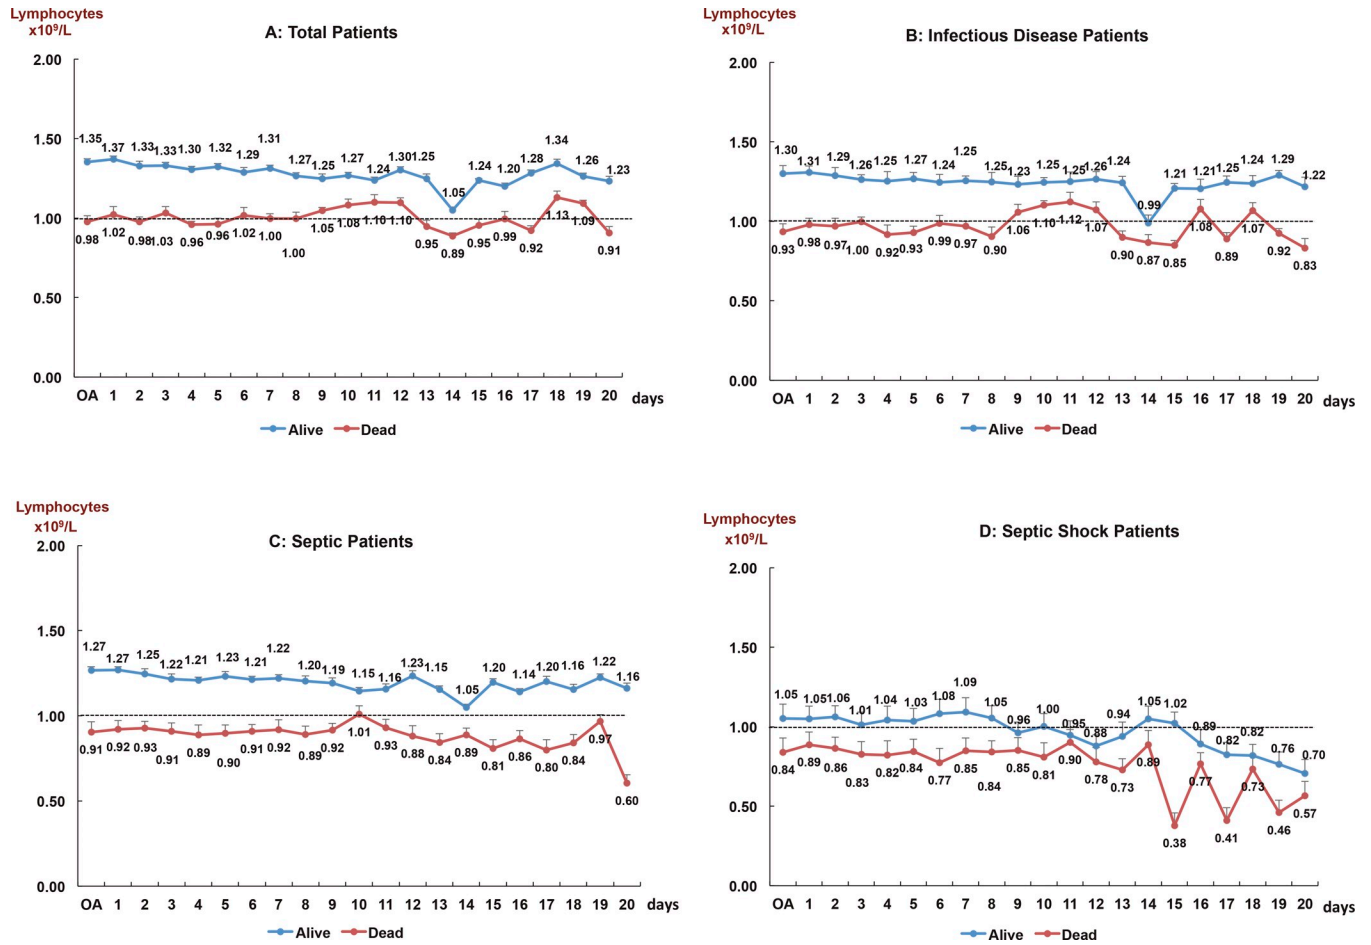 Lymphocytes
x10⁹/L
A: Total Patients
2.00
1.50
1.00
0.50
0.00
1.35 1.37 1.33 1.33 1.30 1.32 1.29 1.31 1.27 1.25 1.27 1.24 1.30 1.25 1.05 1.24 1.20 1.28 1.34 1.26 1.23
0.98 1.02 0.98 1.03 0.96 0.96 1.02 1.00 1.00 1.05 1.08 1.10 1.10 0.95 0.89 0.95 0.99 0.92 1.13 1.09 0.91
OA 1 2 3 4 5 6 7 8 9 10 11 12 13 14 15 16 17 18 19 20 days
Alive Dead
Lymphocytes
x10⁹/L
B: Infectious Disease Patients
2.00
1.50
1.00
0.50
0.00
1.30 1.31 1.29 1.26 1.25 1.27 1.24 1.25 1.25 1.23 1.25 1.25 1.26 1.24 0.99 1.21 1.21 1.25 1.24 1.29 1.22
0.93 0.98 0.97 1.00 0.92 0.93 0.99 0.97 0.90 1.06 1.10 1.12 1.07 0.90 0.87 0.85 1.08 0.89 1.07 0.92 0.83
OA 1 2 3 4 5 6 7 8 9 10 11 12 13 14 15 16 17 18 19 20 days
Alive Dead
Lymphocytes
x10⁹/L
C: Septic Patients
2.00
1.50
1.00
0.50
0.00
1.27 1.27 1.25 1.22 1.21 1.23 1.21 1.22 1.20 1.19 1.15 1.16 1.23 1.15 1.05 1.20 1.14 1.20 1.16 1.22 1.16
0.91 0.92 0.93 0.91 0.89 0.90 0.91 0.92 0.89 0.92 1.01 0.93 0.88 0.84 0.89 0.81 0.86 0.80 0.84 0.97 0.60
OA 1 2 3 4 5 6 7 8 9 10 11 12 13 14 15 16 17 18 19 20 days
Alive Dead
Lymphocytes
x10⁹/L
D: Septic Shock Patients
2.00
1.50
1.00
0.50
0.00
1.05 1.05 1.06 1.01 1.04 1.03 1.08 1.09 1.05 0.96 1.00 0.95 0.88 0.94 1.05 1.02 0.89 0.82 0.82 0.76 0.70
0.84 0.89 0.86 0.83 0.82 0.84 0.77 0.85 0.84 0.85 0.81 0.90 0.78 0.73 0.89 0.38 0.77 0.41 0.73 0.46 0.57
OA 1 2 3 4 5 6 7 8 9 10 11 12 13 14 15 16 17 18 19 20 days
Alive Dead